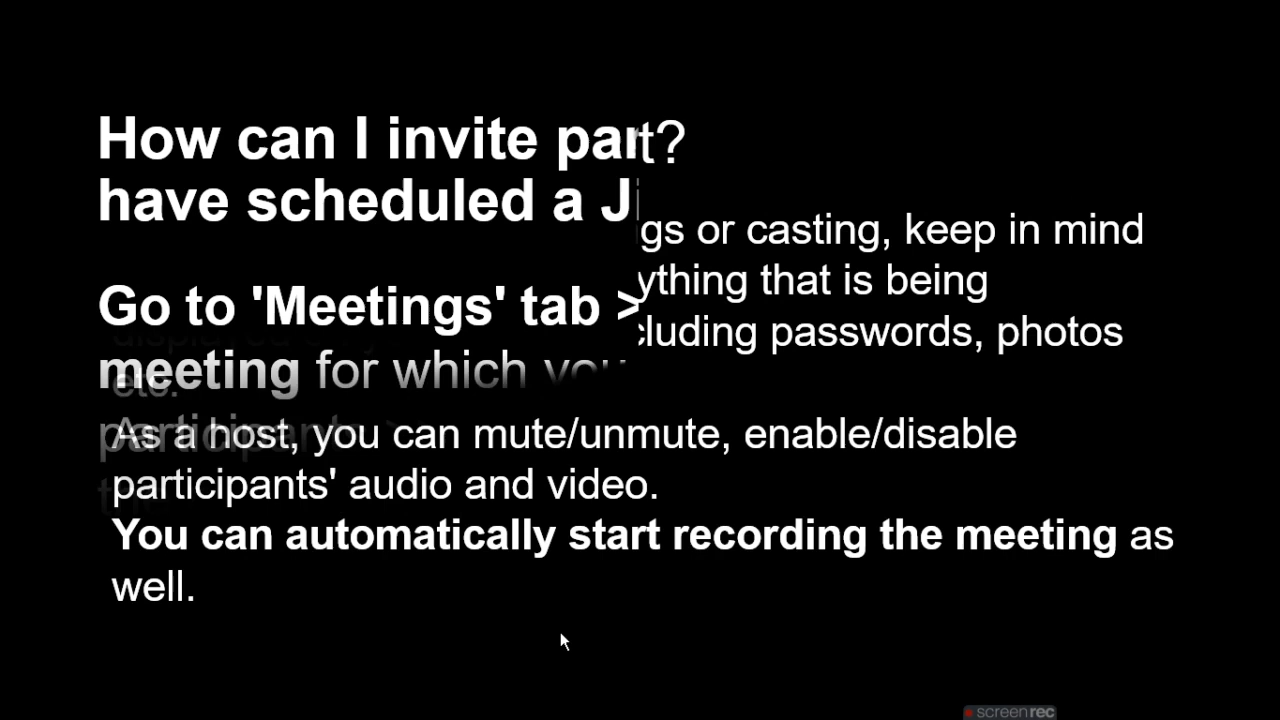 How can I invite part?
have scheduled a Ji
gs or casting, keep in mind
Go to 'Meetings' tab >
ything that is being
cluding passwords, photos
meeting for which you
etc.
As a host, you can mute/unmute, enable/disable
participants' audio and video.
You can automatically start recording the meeting as
well.
screenrec